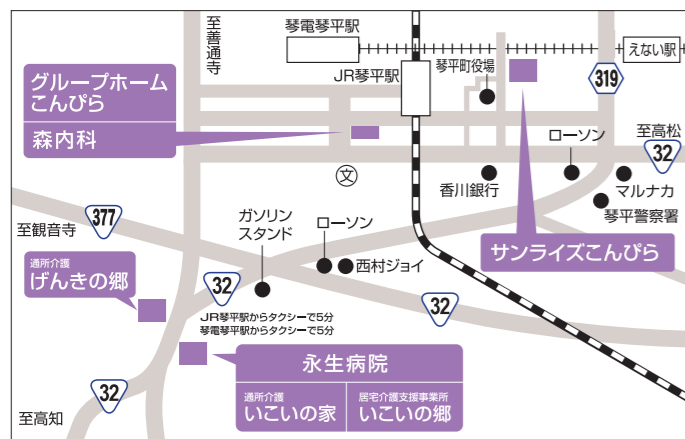 至善通寺
琴電琴平駅
えない駅
JR琴平駅
琴平町役場
319
グループホーム
こんぴら
森内科
ローソン
至高松
32
文
香川銀行
マルナカ
琴平警察署
377
至観音寺
ガソリン
スタンド
ローソン
西村ジョイ
サンライズこんぴら
通所介護
げんきの郷
32
32
JR琴平駅からタクシーで5分
琴電琴平駅からタクシーで5分
永生病院
通所介護
いこいの家
居宅介護支援事業所
いこいの郷
32
至高知